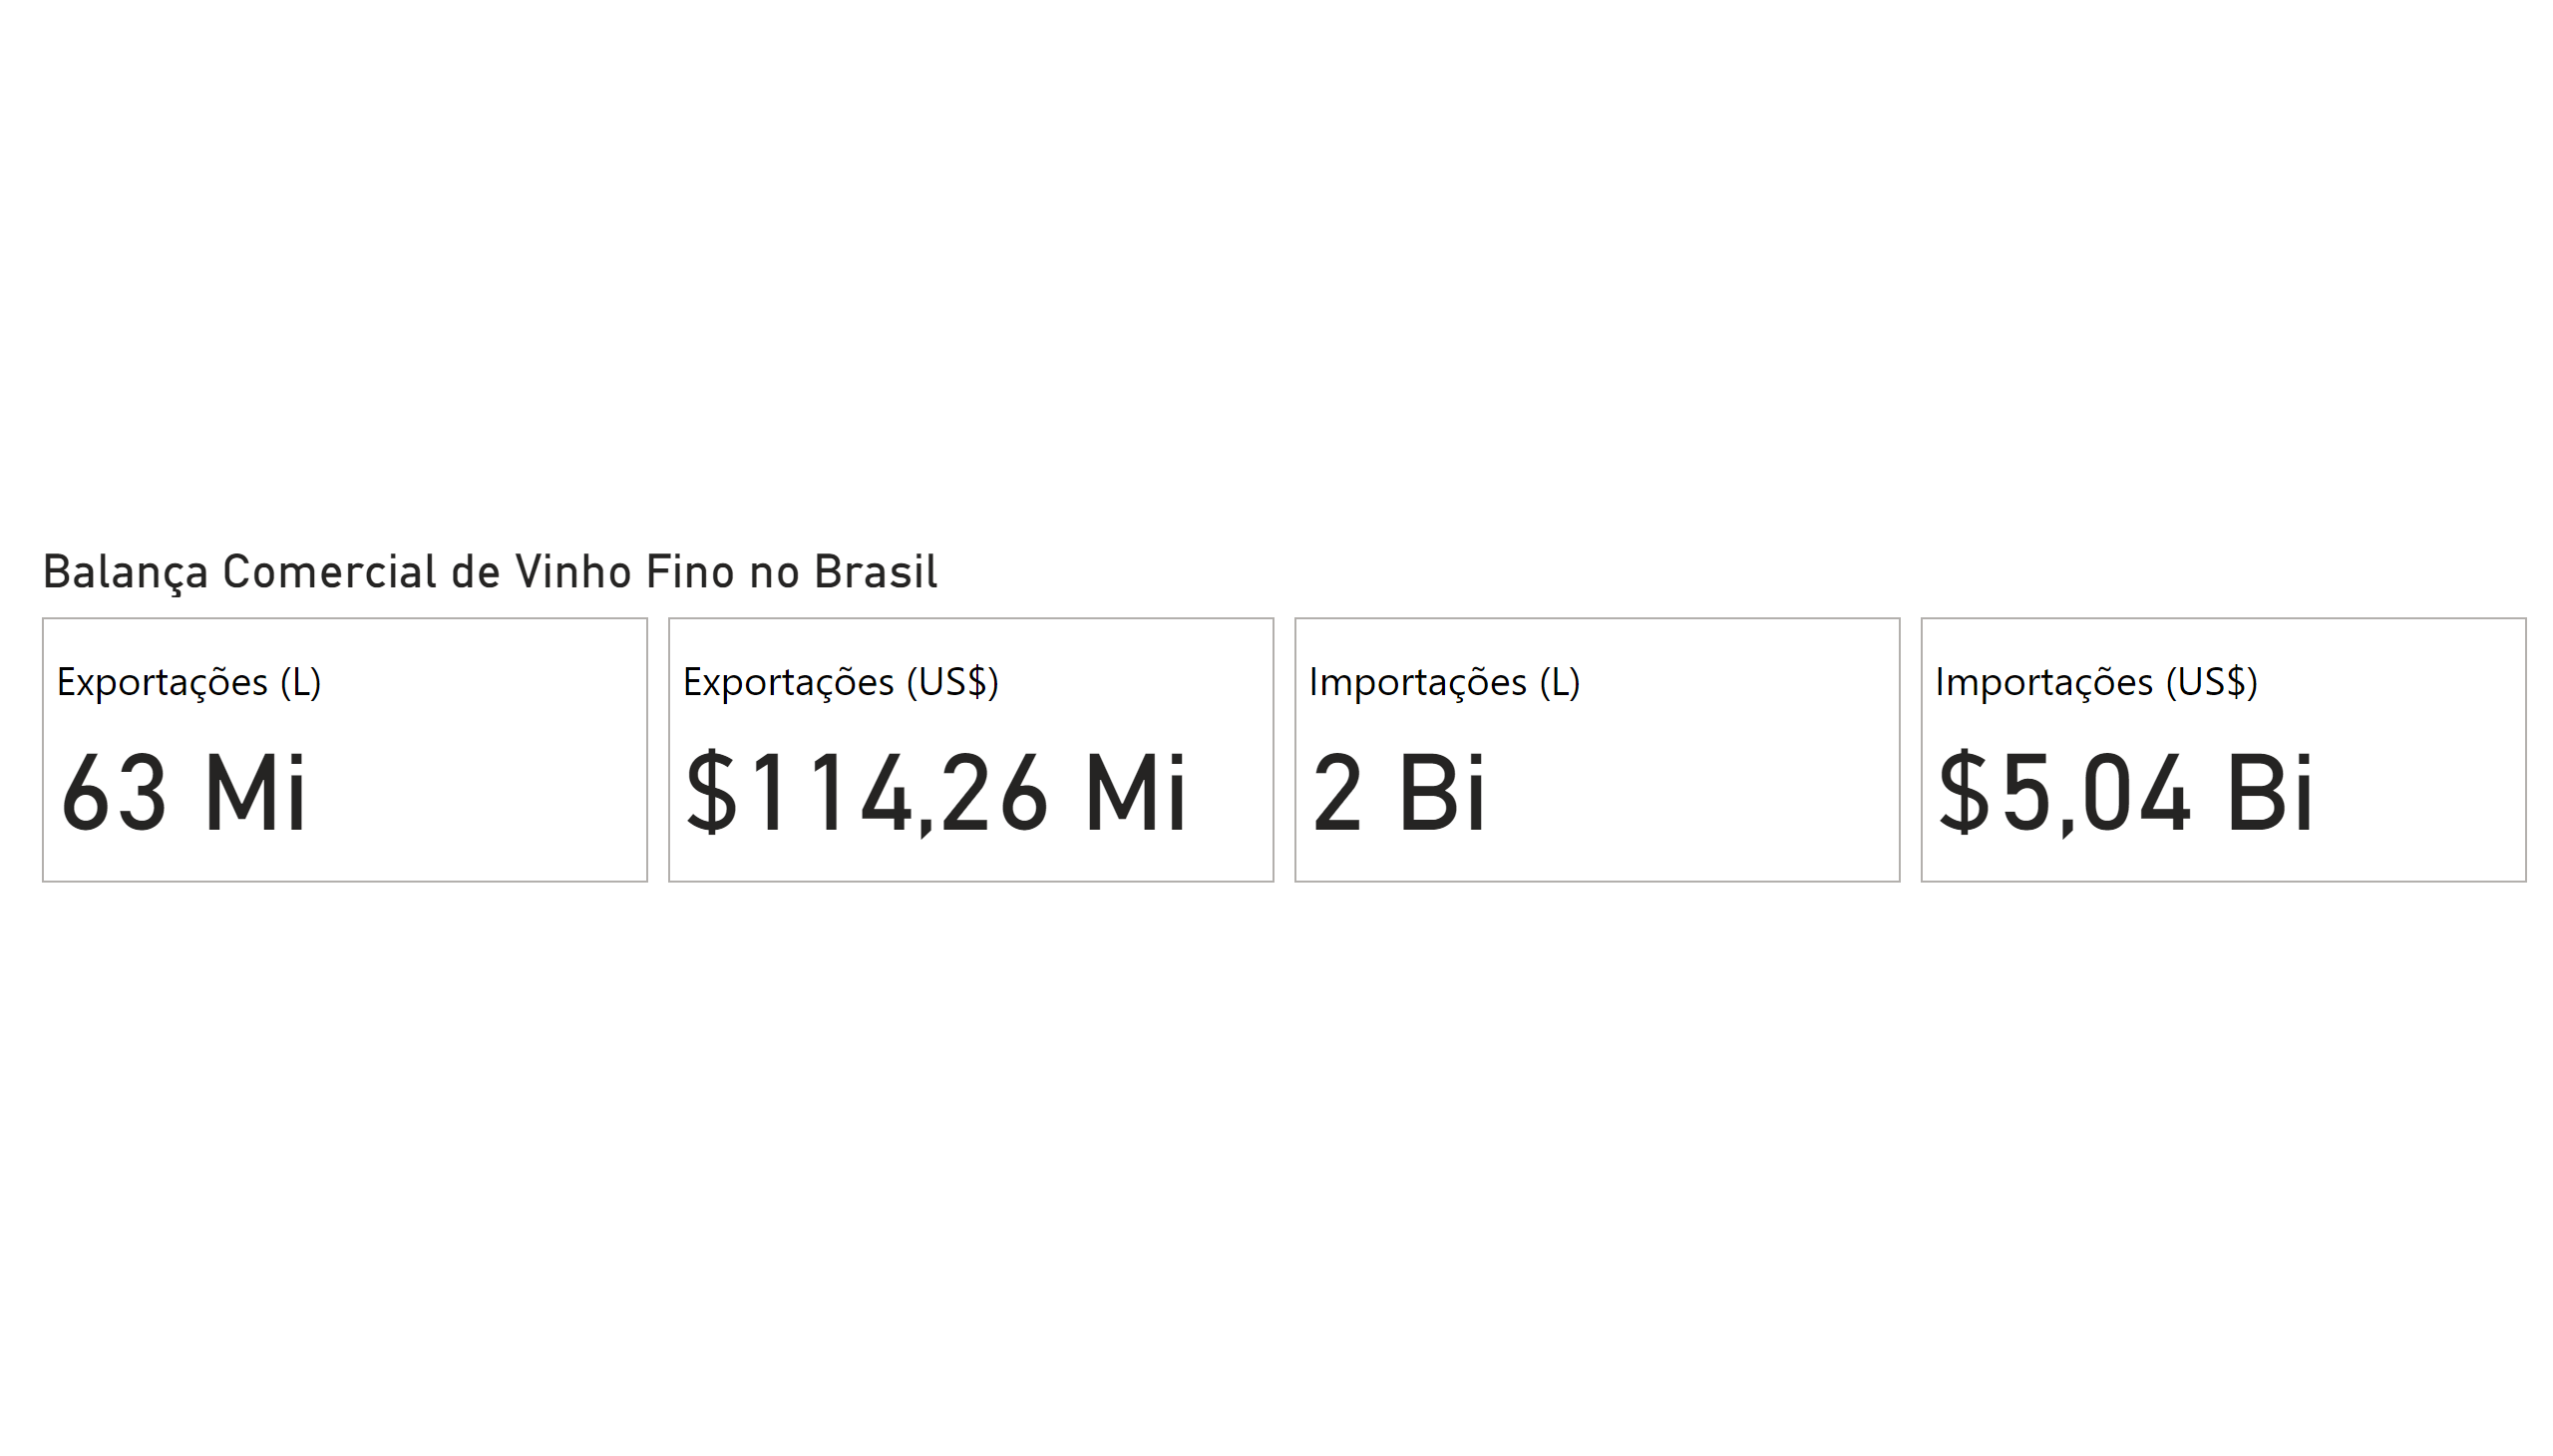 Balança Comercial de Vinho Fino no Brasil
Exportações (L)
63 Mi
Exportações (US$)
$114,26 Mi
Importações (L)
2 Bi
Importações (US$)
$5,04 Bi